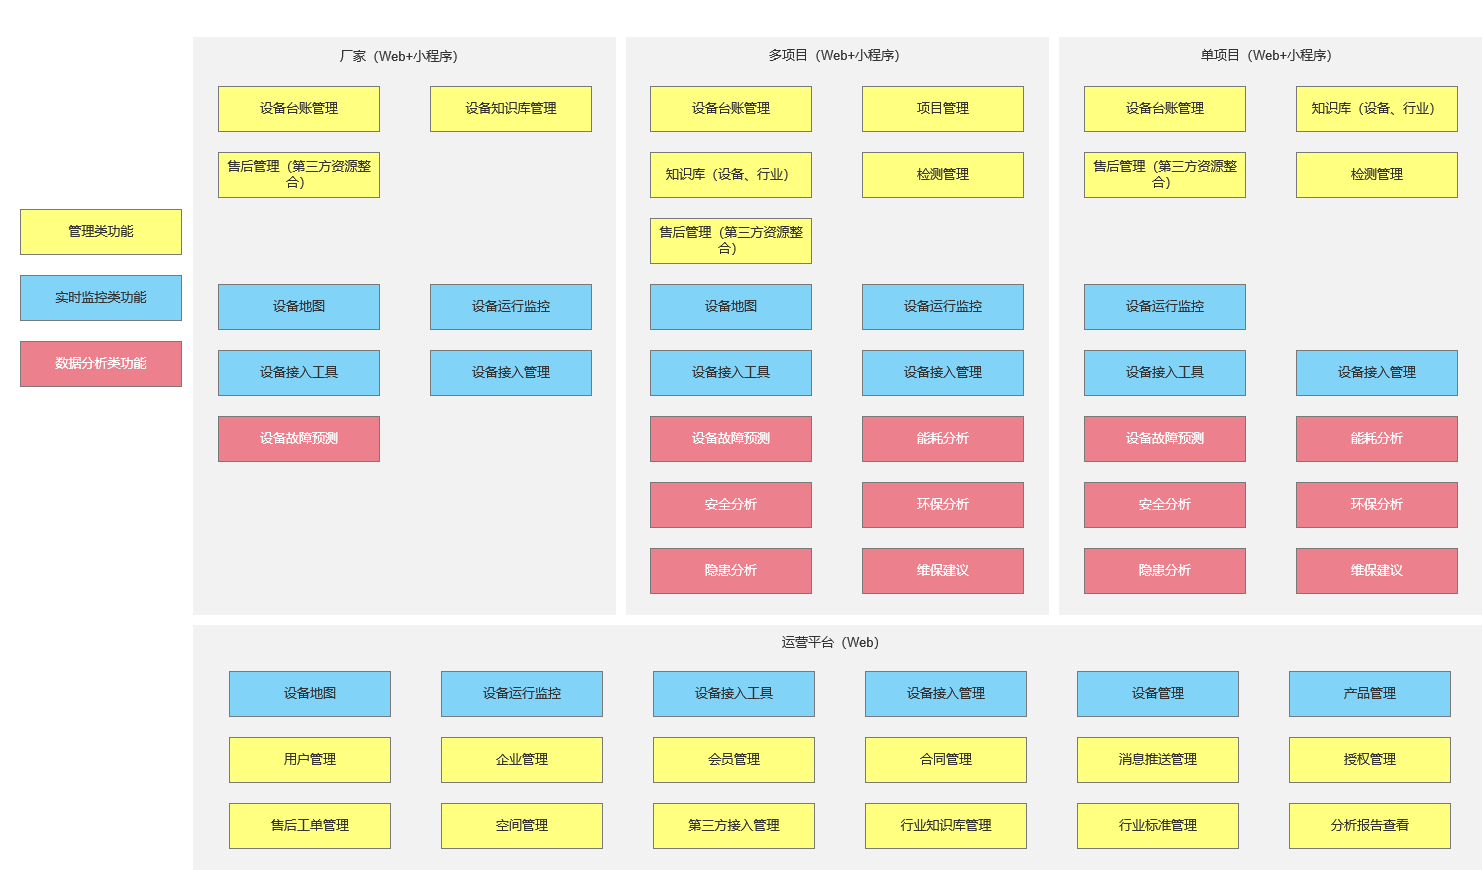 管理类功能
实时监控类功能
数据分析类功能
厂家（Web+小程序）
设备台账管理
设备知识库管理
售后管理（第三方资源整
合）
设备地图
设备运行监控
设备接入工具
设备接入管理
设备故障预测
多项目（Web+小程序）
设备台账管理
项目管理
知识库（设备、行业）
检测管理
售后管理（第三方资源整
合）
设备地图
设备运行监控
设备接入工具
设备接入管理
设备故障预测
能耗分析
安全分析
环保分析
隐患分析
维保建议
单项目（Web+小程序）
设备台账管理
知识库（设备、行业）
售后管理（第三方资源整
合）
检测管理
设备运行监控
设备接入工具
设备接入管理
设备故障预测
能耗分析
安全分析
环保分析
隐患分析
维保建议
运营平台（Web）
设备地图
设备运行监控
设备接入工具
设备接入管理
设备管理
产品管理
用户管理
企业管理
会员管理
合同管理
消息推送管理
授权管理
售后工单管理
空间管理
第三方接入管理
行业知识库管理
行业标准管理
分析报告查看